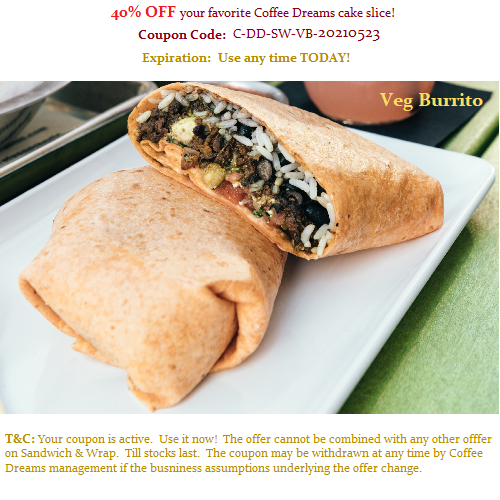 40% OFF your favorite Coffee Dreams cake slice!
Coupon Code: C-DD-SW-VB-20210523
Expiration: Use any time TODAY!
Veg Burrito
T&C: Your coupon is active. Use it now! The offer cannot be combined with any other offfer
on Sandwich & Wrap. Till stocks last. The coupon may be withdrawn at any time by Coffee
Dreams management if the busniness assumptions underlying the offer change.